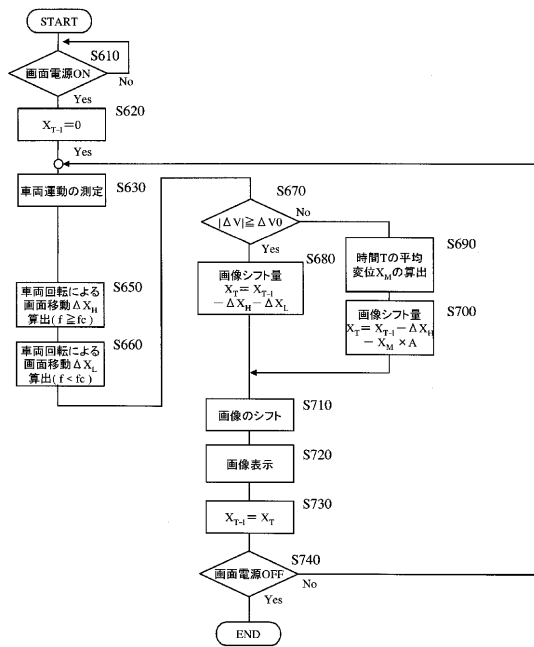 START
S610
画面電源ON
No
Yes
S620
X_{T-1}=0
Yes
S630
車両運動の測定
S650
車両回転による
画面移動ΔX_H
算出(f≧fc)
S660
車両回転による
画面移動ΔX_L
算出(f<fc)
S670
|ΔV|≧ΔV0
No
Yes
S680
画像シフト量
X_T=X_{T-1}
-ΔX_H-ΔX_L
S690
時間Tの平均
変位X_Mの算出
S700
画像シフト量
X_T=X_{T-1}-ΔX_H
-X_M×A
S710
画像のシフト
S720
画像表示
S730
X_{T-1}=X_T
S740
画面電源OFF
No
Yes
END